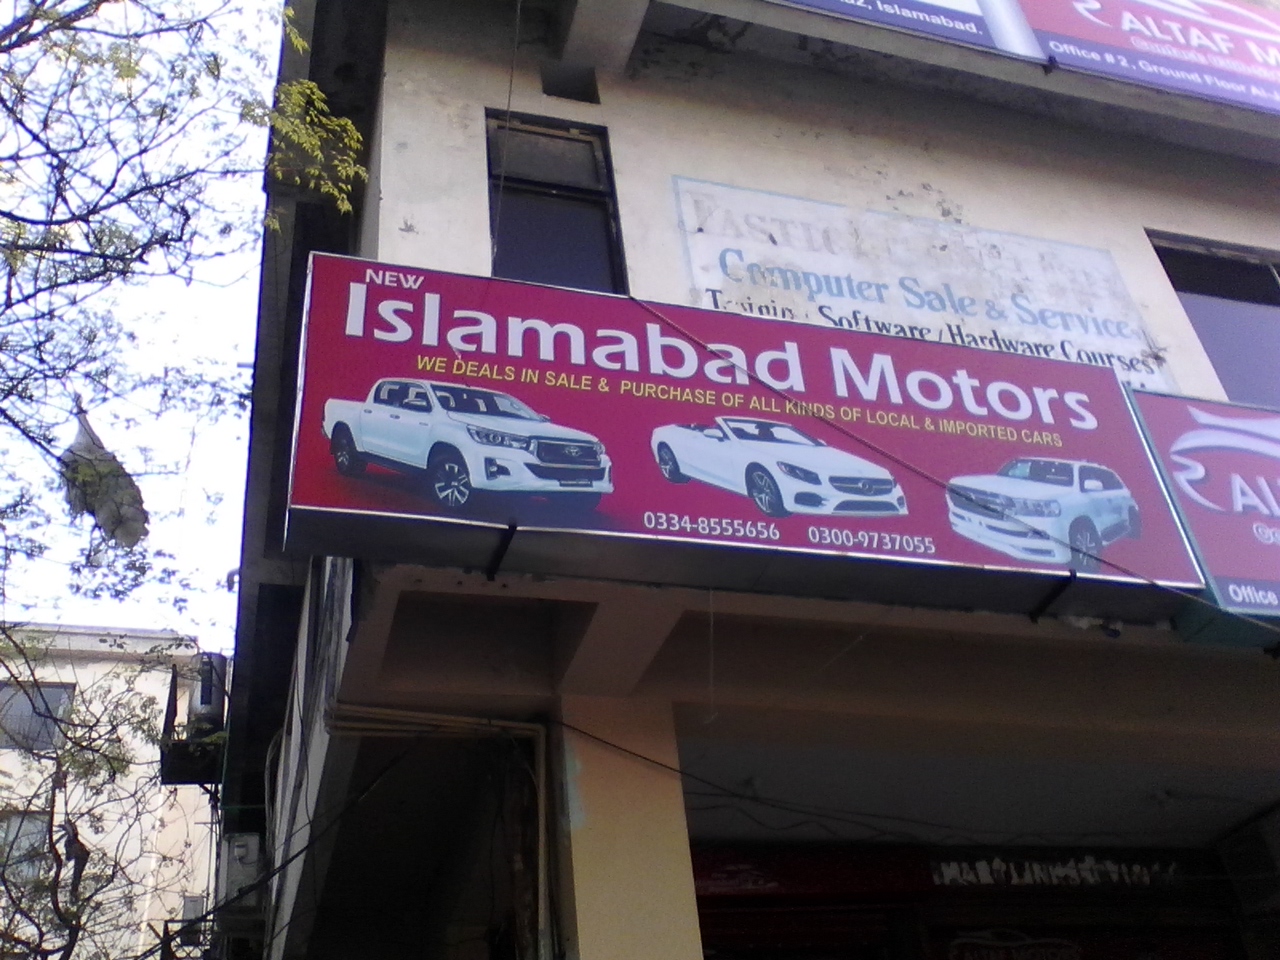 Islamabad.
ALTAF
Office #2, Ground Floor
Computer Sale & Service
Software/Hardware Courses
NEW
Islamabad Motors
WE DEALS IN SALE & PURCHASE OF ALL KINDS OF LOCAL & IMPORTED CARS
0334-8555656 0300-9737055
Office